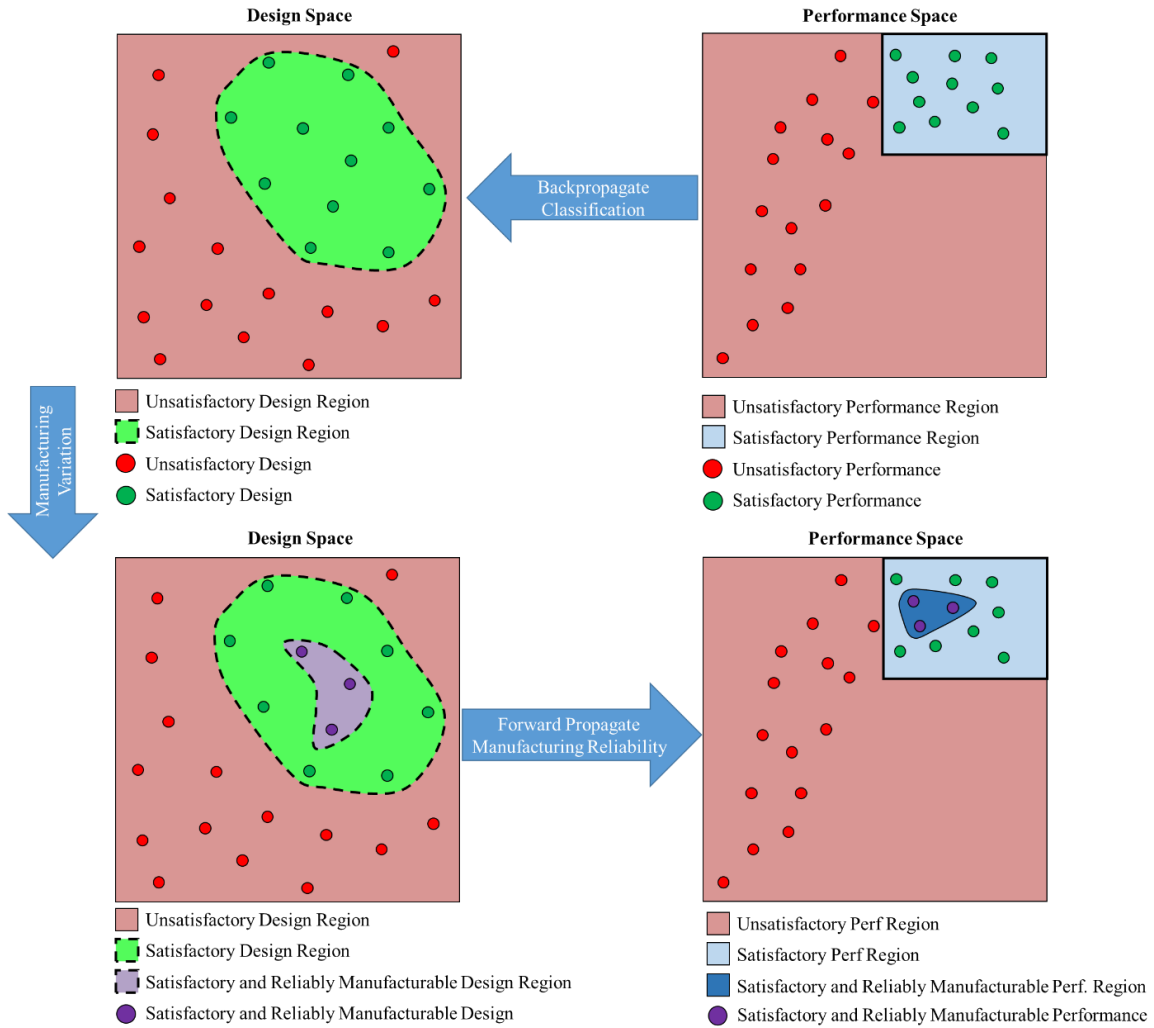 Design Space
Performance Space
Backpropagate
Classification
Unsatisfactory Design Region
Satisfactory Design Region
Unsatisfactory Design
Satisfactory Design
Unsatisfactory Performance Region
Satisfactory Performance Region
Unsatisfactory Performance
Satisfactory Performance
Manufacturing
Variation
Design Space
Performance Space
Forward Propagate
Manufacturing Reliability
Unsatisfactory Design Region
Satisfactory Design Region
Satisfactory and Reliably Manufacturable Design Region
Satisfactory and Reliably Manufacturable Design
Unsatisfactory Perf Region
Satisfactory Perf Region
Satisfactory and Reliably Manufacturable Perf. Region
Satisfactory and Reliably Manufacturable Performance